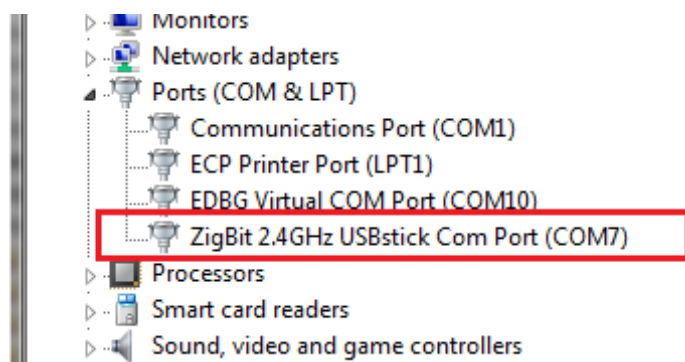 Monitors
Network adapters
Ports (COM & LPT)
Communications Port (COM1)
ECP Printer Port (LPT1)
EDBG Virtual COM Port (COM10)
ZigBit 2.4GHz USBstick Com Port (COM7)
Processors
Smart card readers
Sound, video and game controllers